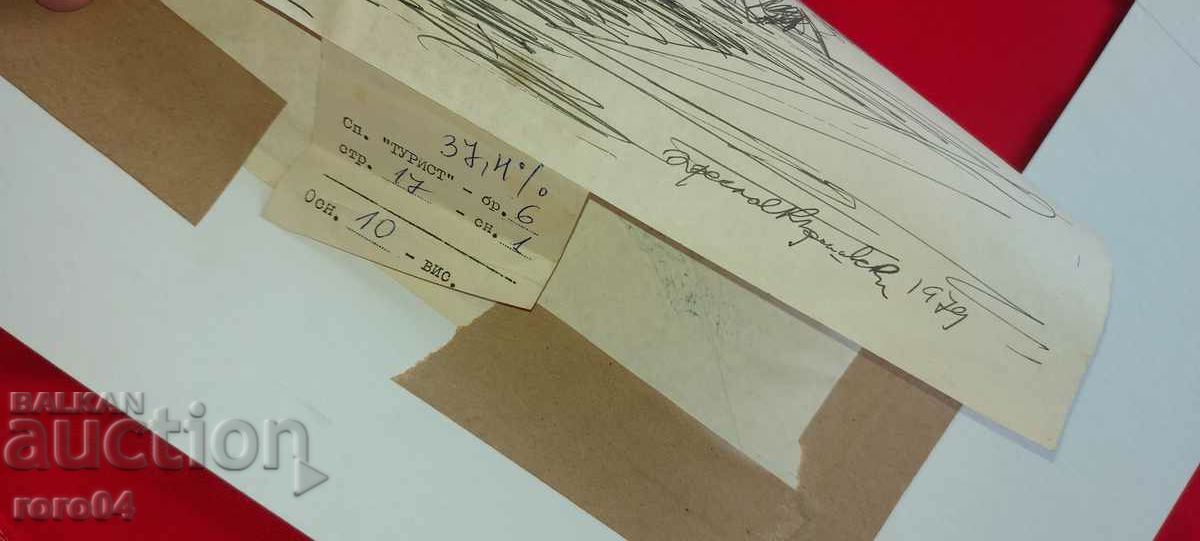 37,4%
Сп. "ТУРИСТ" - бр. 6
стр. 17 - сн. 1
Осн. 10 - вис.
1979
BALKAN
auction
roro04